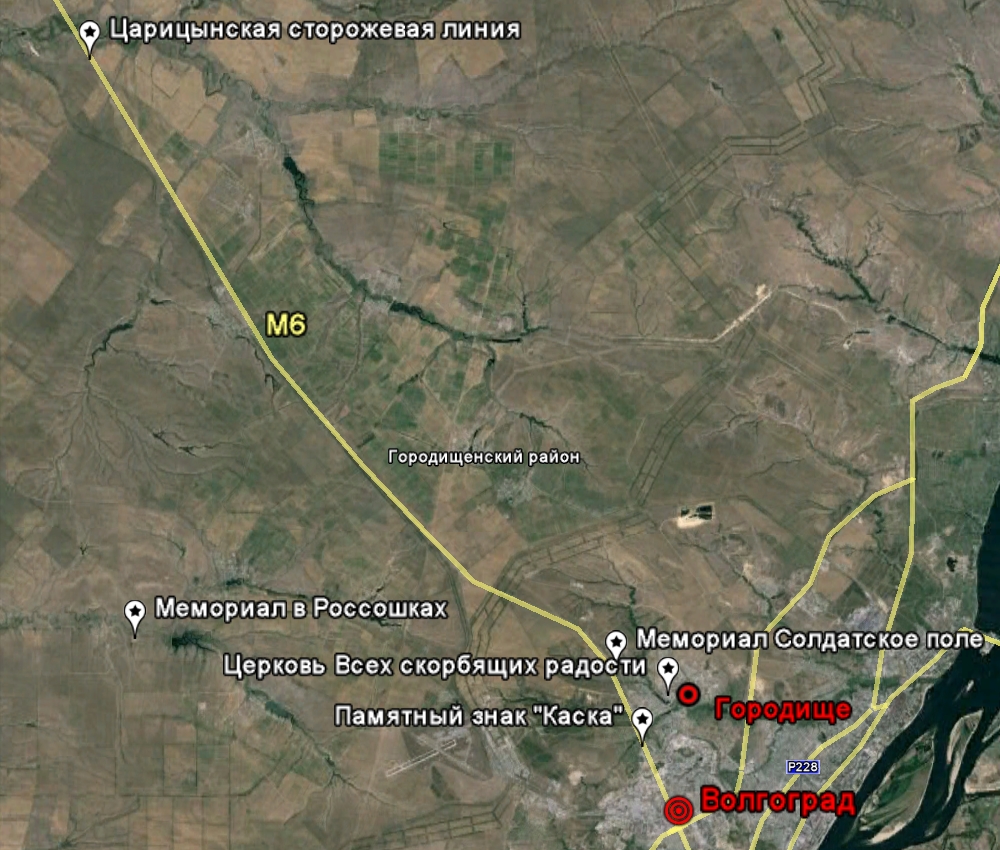 Царицынская сторожевая линия
М6
Городищенский район
Мемориал в Россошках
Мемориал Солдатское поле
Церковь Всех скорбящих радости
Городище
Памятный знак "Каска"
Р228
Волгоград